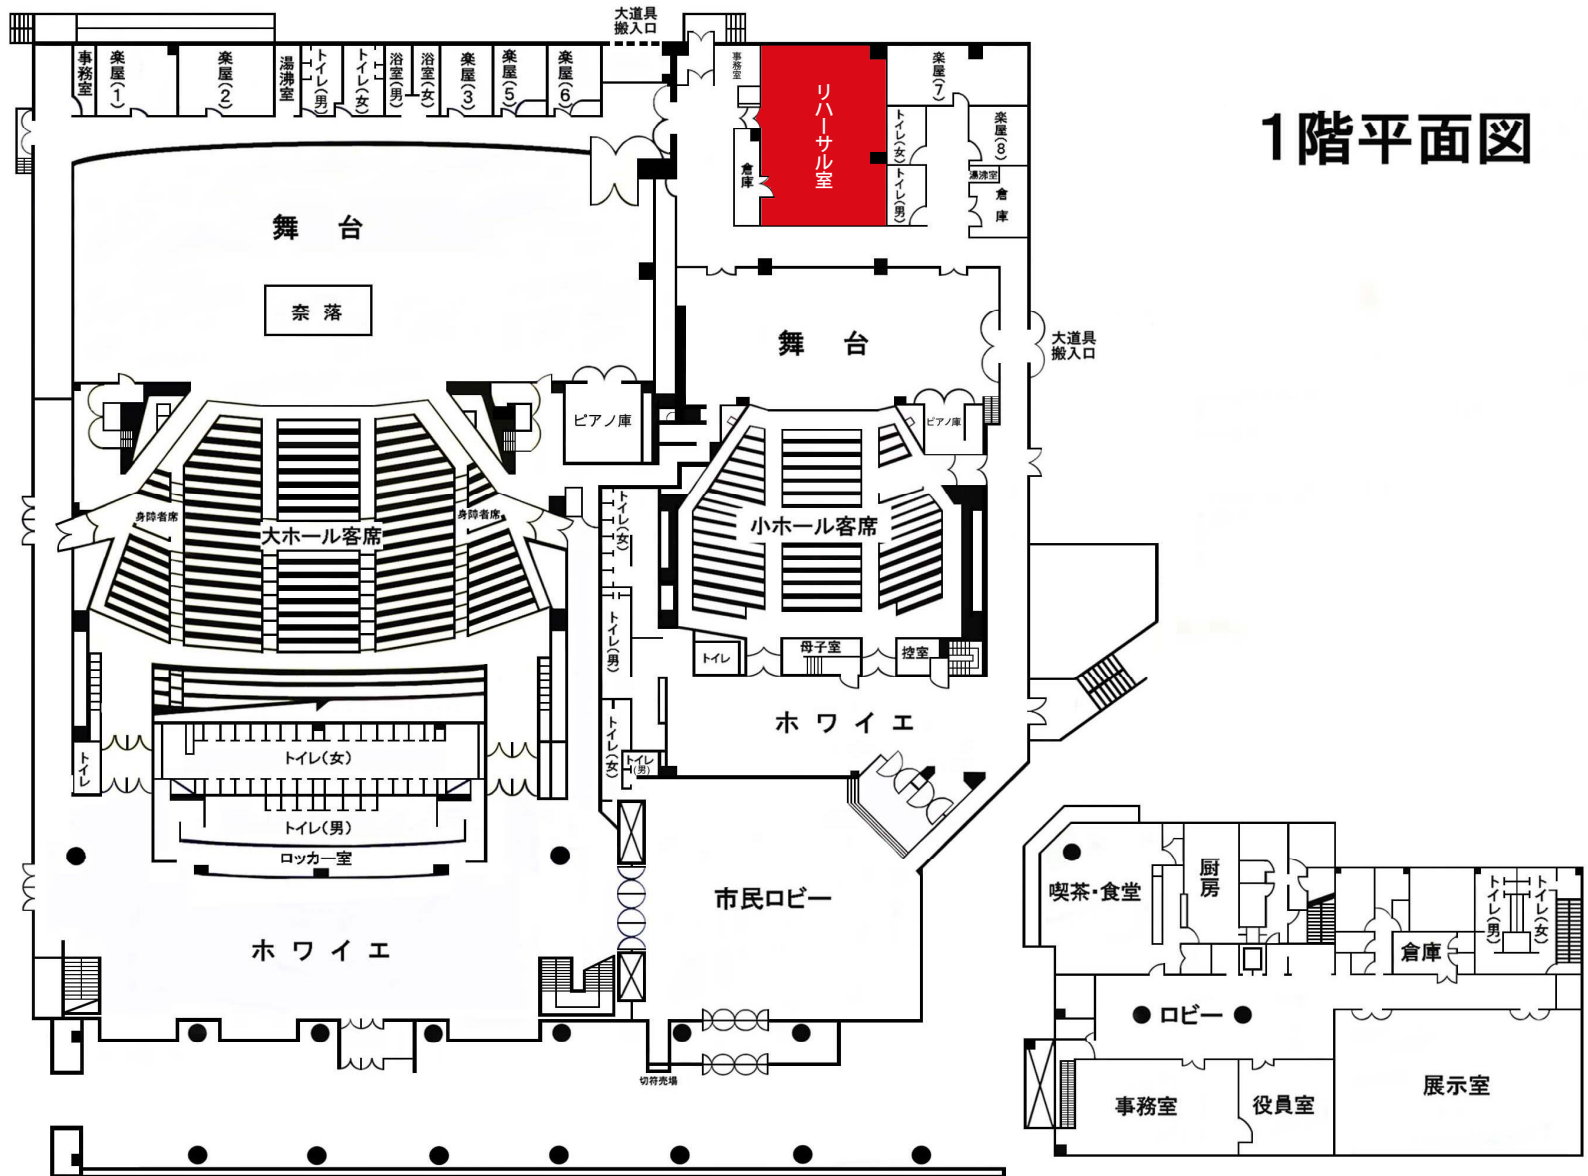 大道具
搬入口
1階平面図
事務室
楽屋(1)
楽屋(2)
湯沸室
トイレ(男)
トイレ(女)
浴室(男)
浴室(女)
楽屋(3)
楽屋(5)
楽屋(6)
事務室
リハーサル室
楽屋(7)
トイレ(女)
楽屋(8)
倉庫
トイレ(男)
湯沸室
倉庫
舞台
奈落
舞台
大道具
搬入口
ピアノ庫
ピアノ庫
身障者席
大ホール客席
身障者席
トイレ(女)
小ホール客席
トイレ(男)
トイレ
母子室
控室
トイレ(女)
トイレ(男)
ホワイエ
トイレ
トイレ(女)
トイレ(男)
ロッカー室
市民ロビー
ホワイエ
切符売場
喫茶・食堂
厨房
トイレ(男)
トイレ(女)
倉庫
ロビー
事務室
役員室
展示室